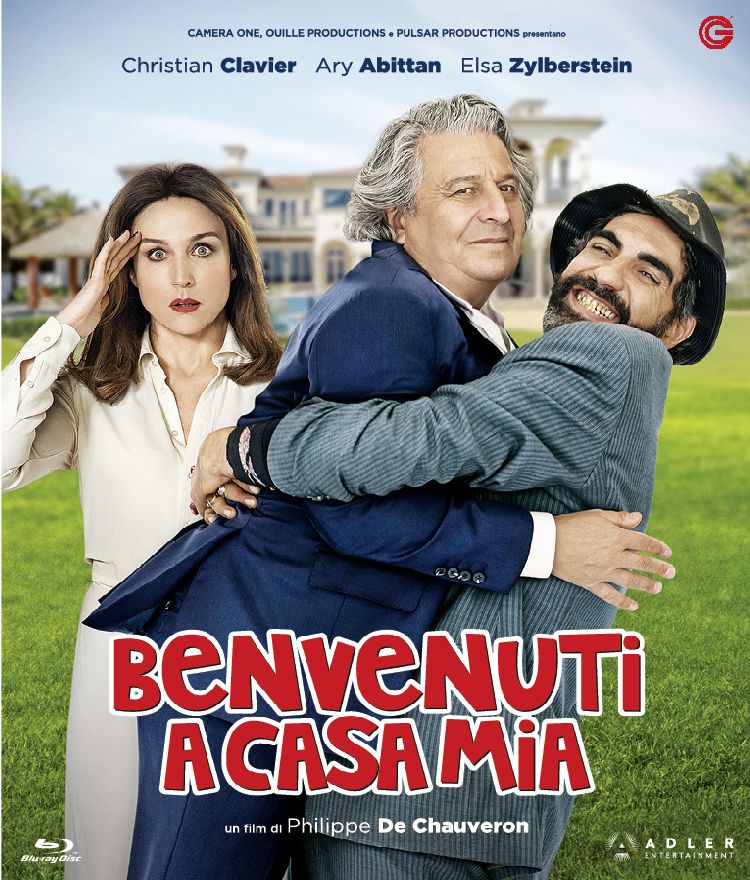 CAMERA ONE, OUILLE PRODUCTIONS e PULSAR PRODUCTIONS presentano
Christian Clavier Ary Abittan Elsa Zylberstein
BENVENUTI
A CASA MIA
un film di Philippe De Chauveron
Blu-ray Disc
ADLER
ENTERTAINMENT